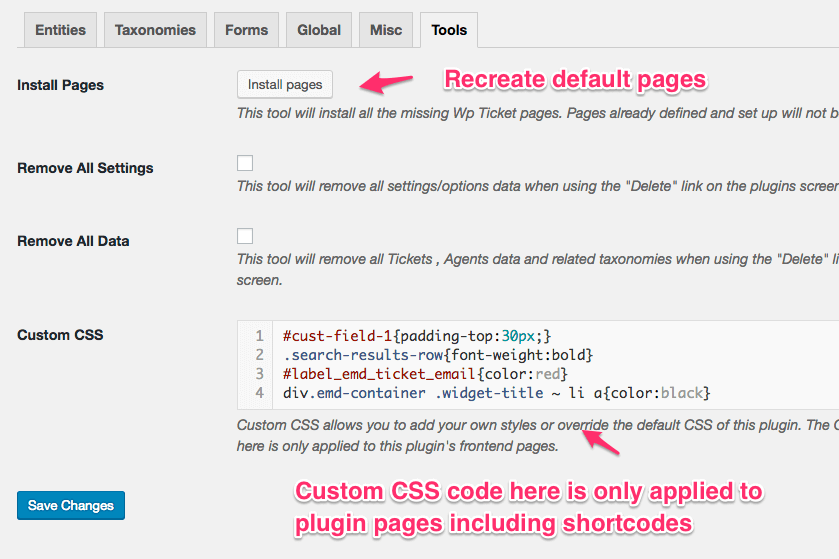 Entities Taxonomies Forms Global Misc Tools
Install Pages Install pages Recreate default pages
This tool will install all the missing Wp Ticket pages. Pages already defined and set up will not b
Remove All Settings
This tool will remove all settings/options data when using the "Delete" link on the plugins screen
Remove All Data
This tool will remove all Tickets , Agents data and related taxonomies when using the "Delete" li
screen.
Custom CSS
1 #cust-field-1{padding-top:30px;}
2 .search-results-row{font-weight:bold}
3 #label_emd_ticket_email{color:red}
4 div.emd-container .widget-title ~ li a{color:black}
Custom CSS allows you to add your own styles or override the default CSS of this plugin. The C
here is only applied to this plugin's frontend pages.
Custom CSS code here is only applied to
plugin pages including shortcodes
Save Changes